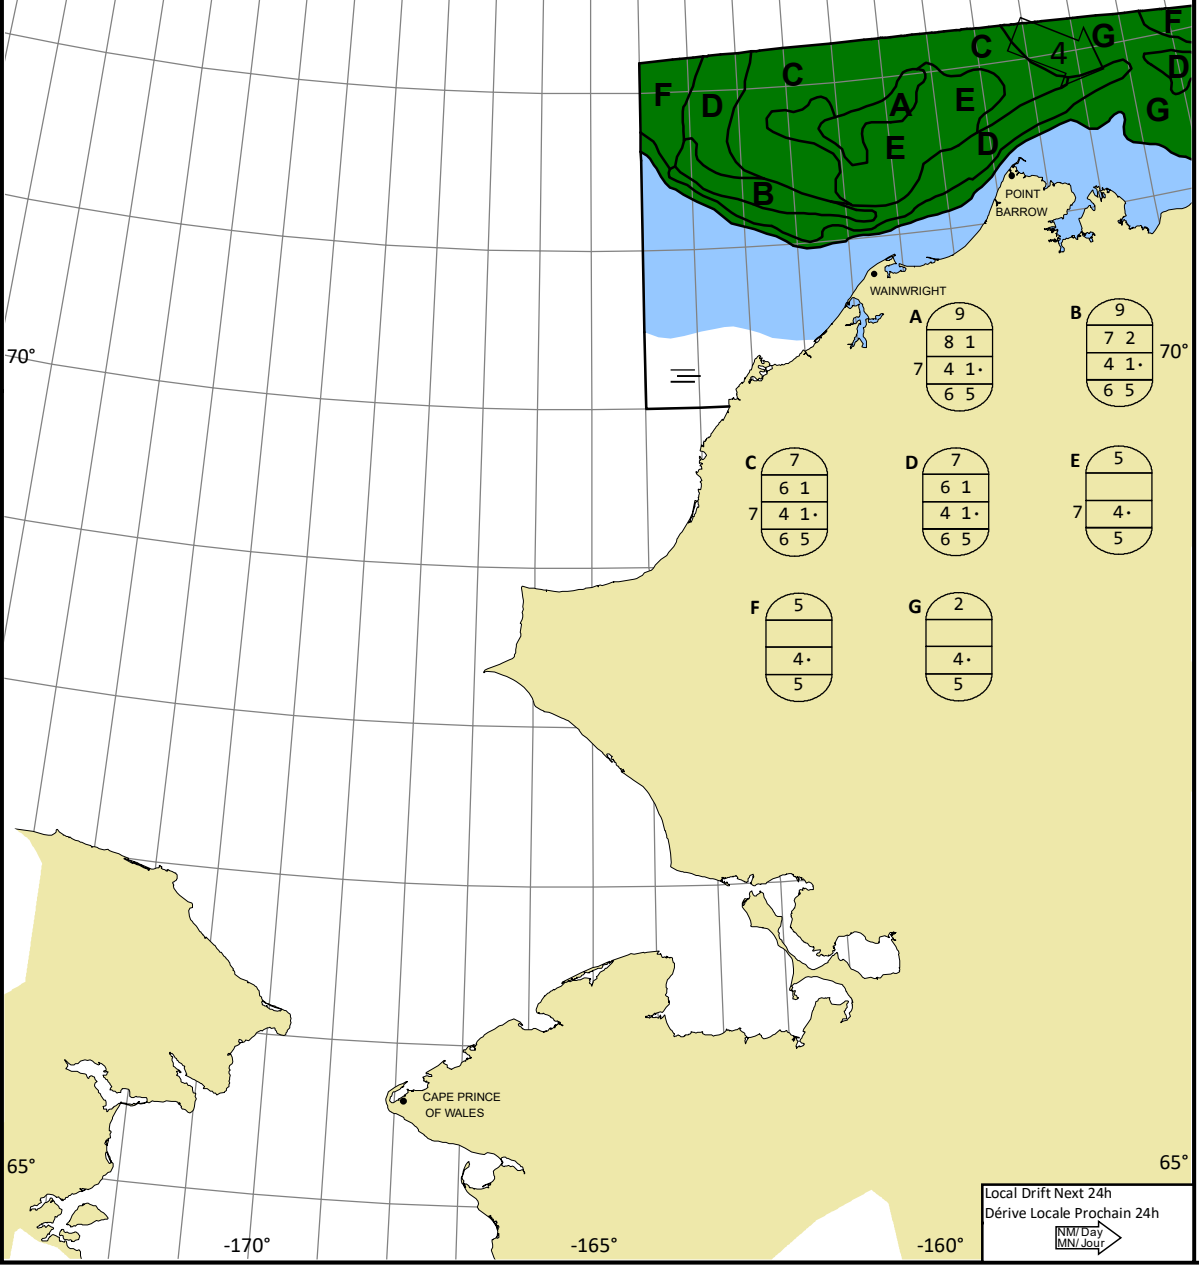 F
C
G
4
C
D
F
D
A
E
G
D
E
B
POINT
BARROW
WAINWRIGHT
70°
70°
A
9
8 1
7 4 1·
6 5
B
9
7 2
4 1·
6 5
C
7
6 1
7 4 1·
6 5
D
7
6 1
4 1·
6 5
E
5
7 4·
5
F
5
4·
5
G
2
4·
5
CAPE PRINCE
OF WALES
65°
65°
-170°
-165°
-160°
Local Drift Next 24h
Dérive Locale Prochain 24h
NM/Day
MN/Jour